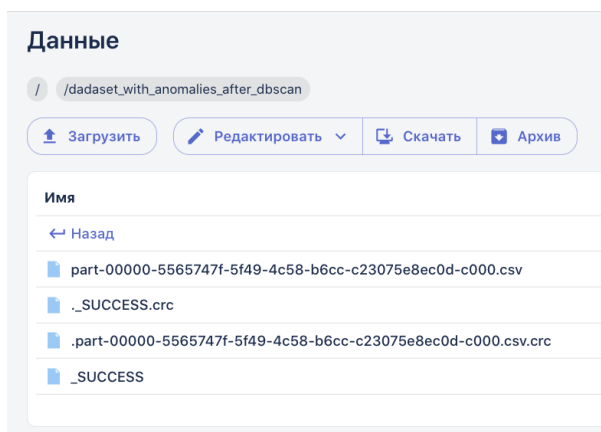 Данные
/ /dadaset_with_anomalies_after_dbscan
Загрузить Редактировать Скачать Архив
Имя
Назад
part-00000-5565747f-5f49-4c58-b6cc-c23075e8ec0d-c000.csv
._SUCCESS.crc
.part-00000-5565747f-5f49-4c58-b6cc-c23075e8ec0d-c000.csv.crc
_SUCCESS